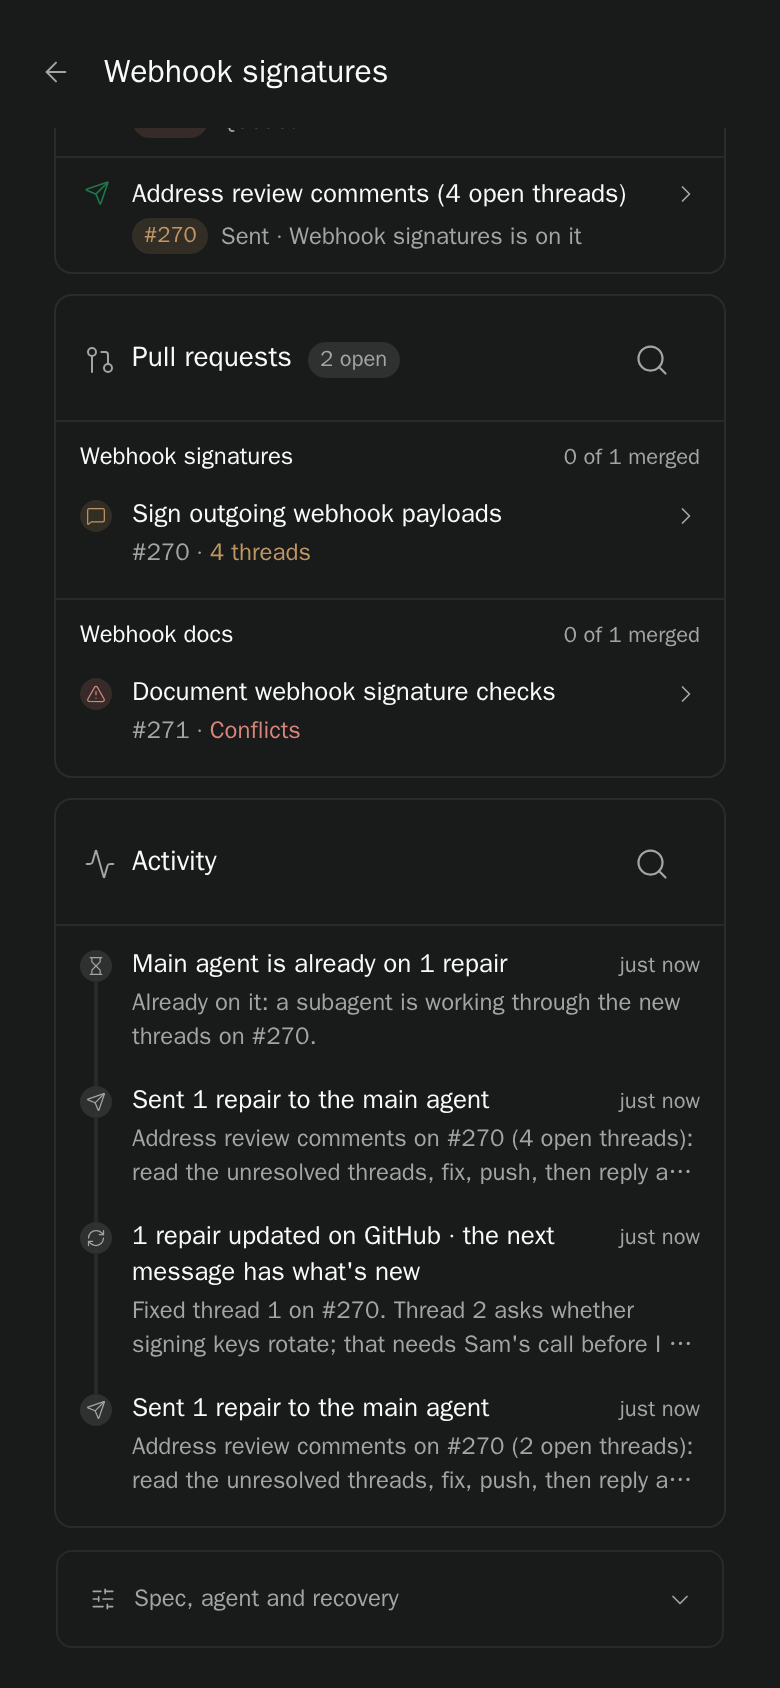 Webhook signatures
Address review comments (4 open threads)
#270 Sent · Webhook signatures is on it
Pull requests 2 open
Webhook signatures 0 of 1 merged
Sign outgoing webhook payloads
#270 · 4 threads
Webhook docs 0 of 1 merged
Document webhook signature checks
#271 · Conflicts
Activity
Main agent is already on 1 repair just now
Already on it: a subagent is working through the new
threads on #270.
Sent 1 repair to the main agent just now
Address review comments on #270 (4 open threads):
read the unresolved threads, fix, push, then reply a…
1 repair updated on GitHub · the next just now
message has what's new
Fixed thread 1 on #270. Thread 2 asks whether
signing keys rotate; that needs Sam's call before I …
Sent 1 repair to the main agent just now
Address review comments on #270 (2 open threads):
read the unresolved threads, fix, push, then reply a…
Spec, agent and recovery